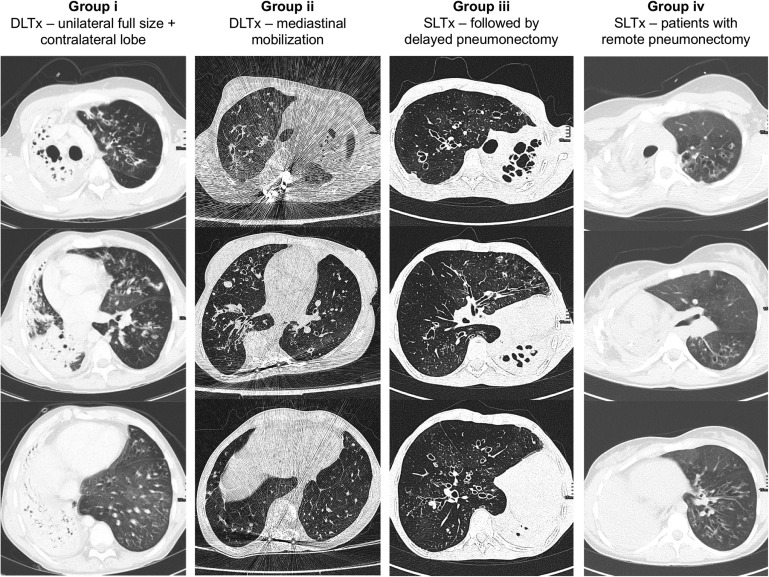 Group i
DLTx – unilateral full size +
contralateral lobe
Group ii
DLTx – mediastinal
mobilization
Group iii
SLTx – followed by
delayed pneumonectomy
Group iv
SLTx – patients with
remote pneumonectomy